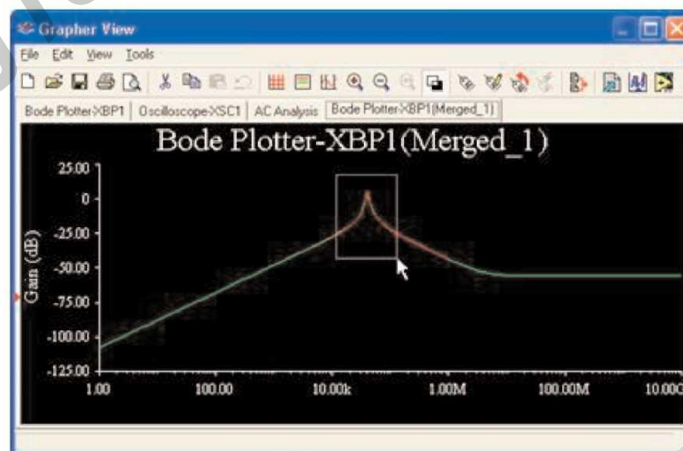 Grapher View
File Edit View Tools
Bode Plotter-XBP1 Oscilloscope-XSC1 AC Analysis Bode Plotter-XBP1(Merged_1)
Bode Plotter-XBP1(Merged_1)
Gain (dB)
25.00
0
-25.00
-50.00
-75.00
-100.00
-125.00
1.00 100.00 10.00k 1.00M 100.00M 10.00G